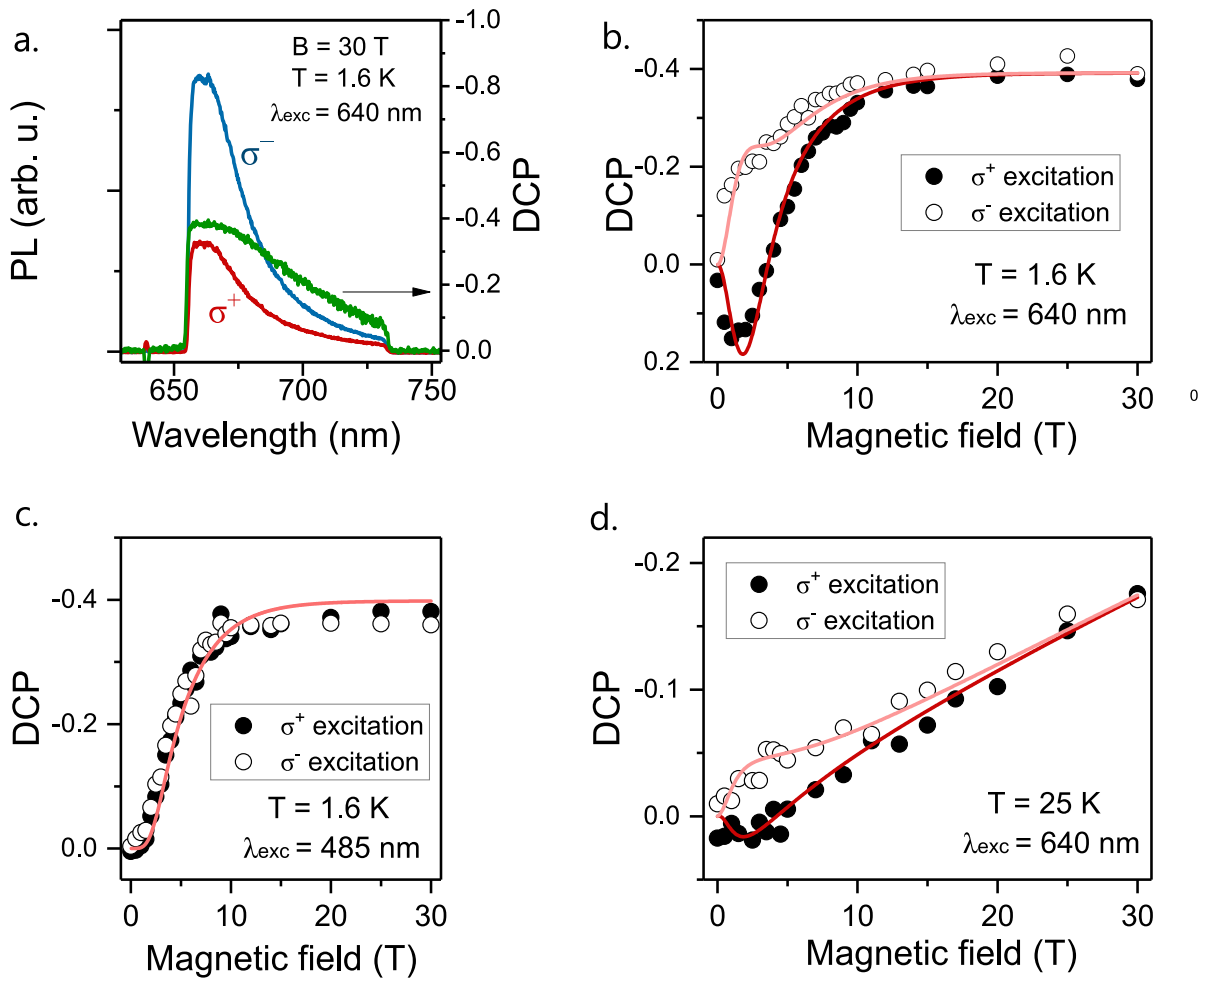 a.
B = 30 T
T = 1.6 K
λexc = 640 nm
σ−
σ+
PL (arb. u.)
-1.0
-0.8
-0.6
-0.4
-0.2
0.0
DCP
650
700
750
Wavelength (nm)
b.
-0.4
-0.2
0.0
0.2
DCP
σ+ excitation
σ- excitation
T = 1.6 K
λexc = 640 nm
0
10
20
30
Magnetic field (T)
0
c.
-0.4
-0.2
0.0
DCP
σ+ excitation
σ- excitation
T = 1.6 K
λexc = 485 nm
0
10
20
30
Magnetic field (T)
d.
-0.2
-0.1
0.0
DCP
σ+ excitation
σ- excitation
T = 25 K
λexc = 640 nm
0
10
20
30
Magnetic field (T)